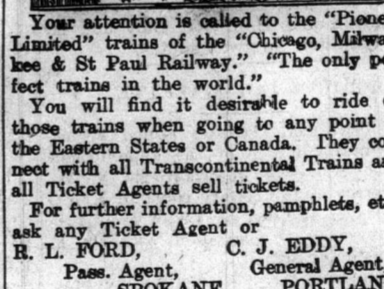 Your attention is called to the "Pione
Limited" trains of the "Chicago, Milwa
kee & St Paul Railway." "The only pe
fect trains in the world."
You will find it desirable to ride o
those trains when going to any point i
the Eastern States or Canada. They co
nect with all Transcontinental Trains a
all Ticket Agents sell tickets.
For further information, pamphlets, et
ask any Ticket Agent or
R. L. FORD, C. J. EDDY,
Pass. Agent, General Agent
SPOKANE PORTLAN